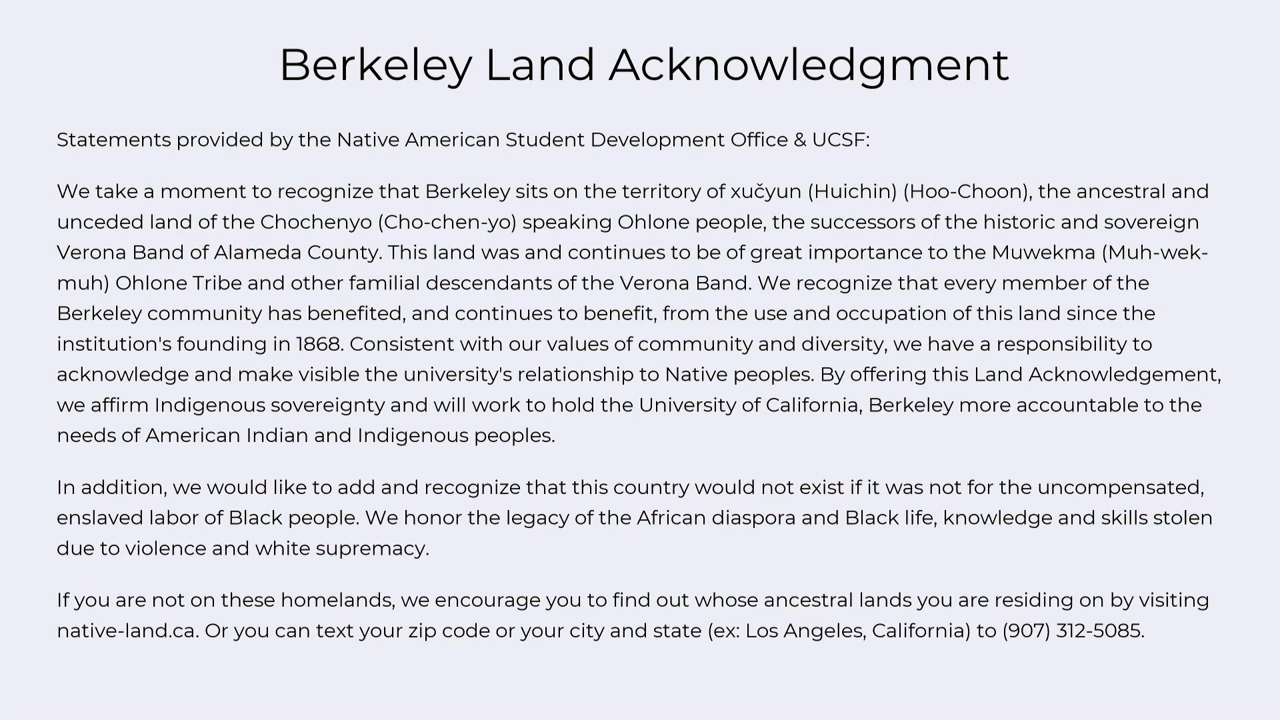 Berkeley Land Acknowledgment
Statements provided by the Native American Student Development Office & UCSF:
We take a moment to recognize that Berkeley sits on the territory of xučyun (Huichin) (Hoo-Choon), the ancestral and
unceded land of the Chochenyo (Cho-chen-yo) speaking Ohlone people, the successors of the historic and sovereign
Verona Band of Alameda County. This land was and continues to be of great importance to the Muwekma (Muh-wek-
muh) Ohlone Tribe and other familial descendants of the Verona Band. We recognize that every member of the
Berkeley community has benefited, and continues to benefit, from the use and occupation of this land since the
institution's founding in 1868. Consistent with our values of community and diversity, we have a responsibility to
acknowledge and make visible the university's relationship to Native peoples. By offering this Land Acknowledgement,
we affirm Indigenous sovereignty and will work to hold the University of California, Berkeley more accountable to the
needs of American Indian and Indigenous peoples.
In addition, we would like to add and recognize that this country would not exist if it was not for the uncompensated,
enslaved labor of Black people. We honor the legacy of the African diaspora and Black life, knowledge and skills stolen
due to violence and white supremacy.
If you are not on these homelands, we encourage you to find out whose ancestral lands you are residing on by visiting
native-land.ca. Or you can text your zip code or your city and state (ex: Los Angeles, California) to (907) 312-5085.